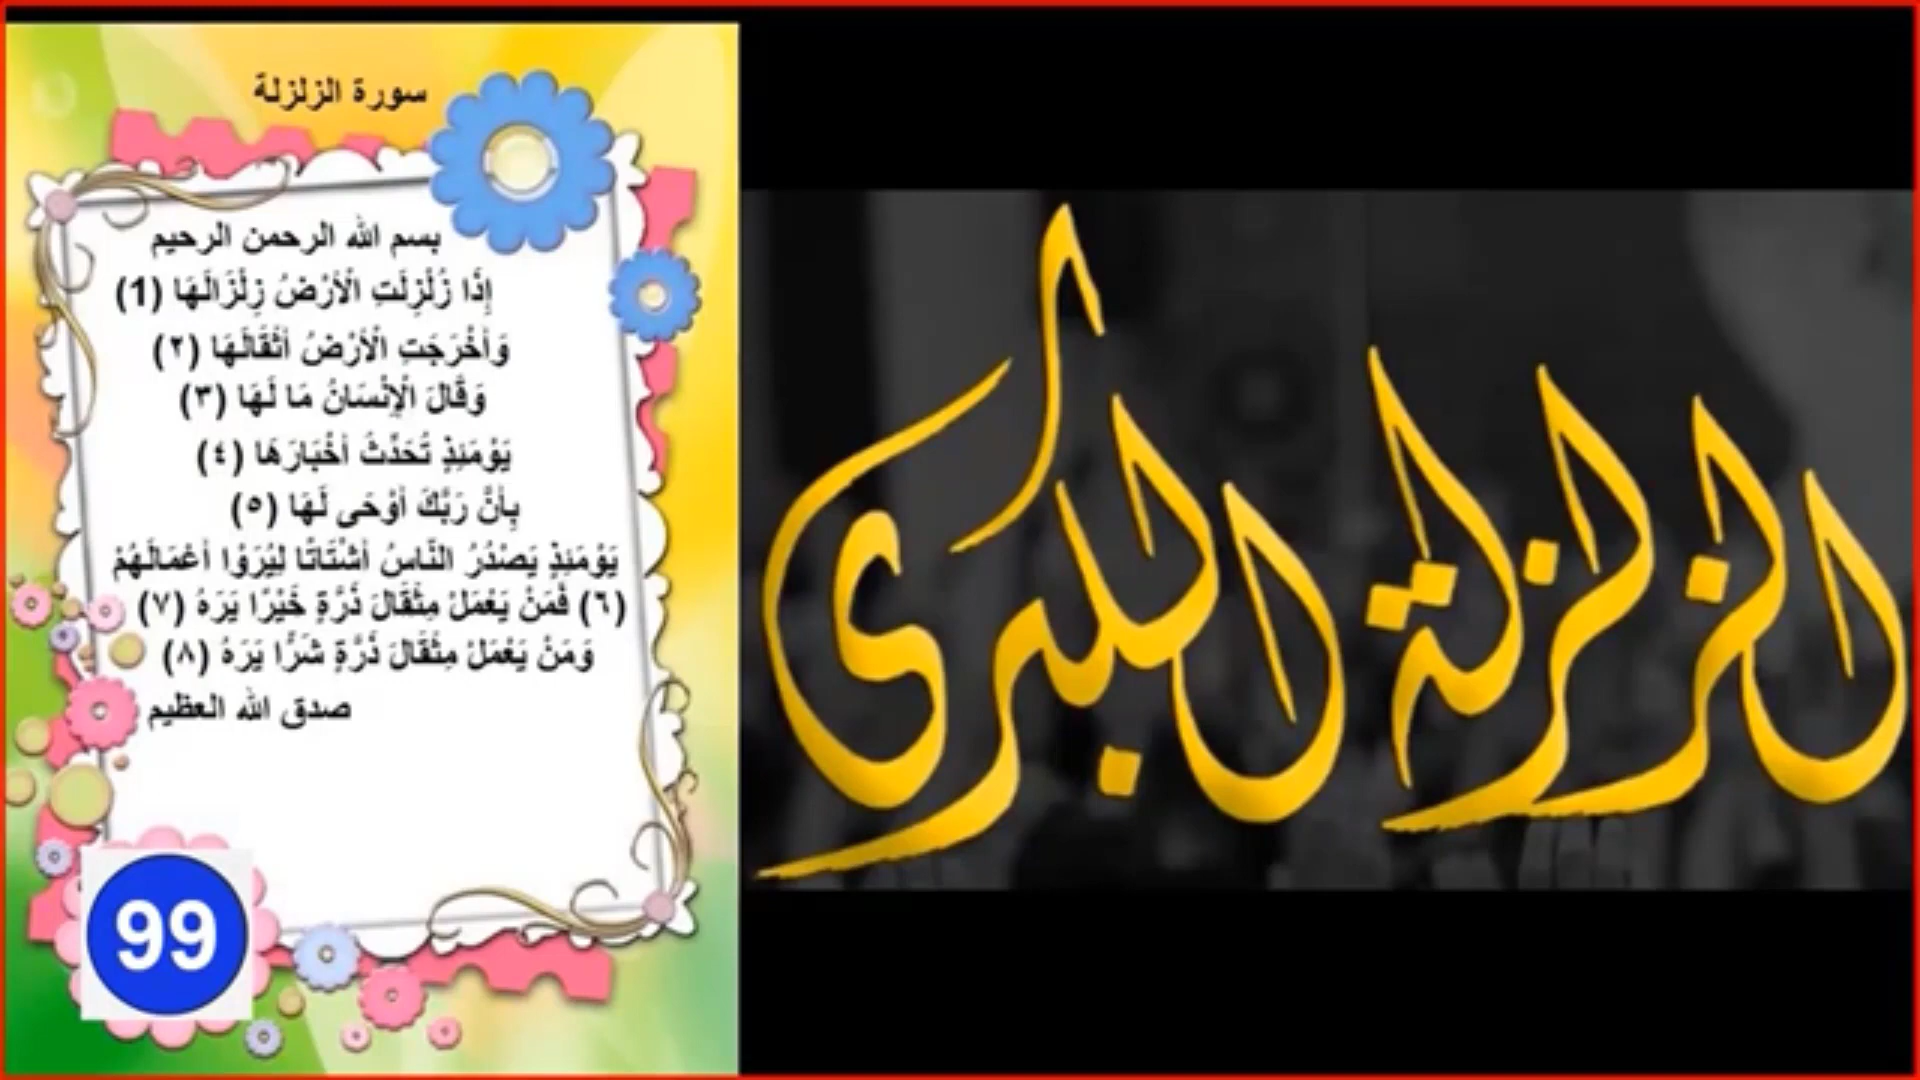 سورة الزلزلة
بسم الله الرحمن الرحيم
إِذَا زُلْزِلَتِ الْأَرْضُ زِلْزَالَهَا (1)
وَأَخْرَجَتِ الْأَرْضُ أَثْقَالَهَا (٢)
وَقَالَ الْإِنْسَانُ مَا لَهَا (٣)
يَوْمَئِذٍ تُحَدِّثُ أَخْبَارَهَا (٤)
بِأَنَّ رَبَّكَ أَوْحَى لَهَا (٥)
يَوْمَئِذٍ يَصْدُرُ النَّاسُ أَشْتَاتًا لِيُرَوْا أَعْمَالَهُمْ
(٦) فَمَنْ يَعْمَلْ مِثْقَالَ ذَرَّةٍ خَيْرًا يَرَهُ (٧)
وَمَنْ يَعْمَلْ مِثْقَالَ ذَرَّةٍ شَرًّا يَرَهُ (٨)
صدق الله العظيم
99
الزلزلة الكبرى